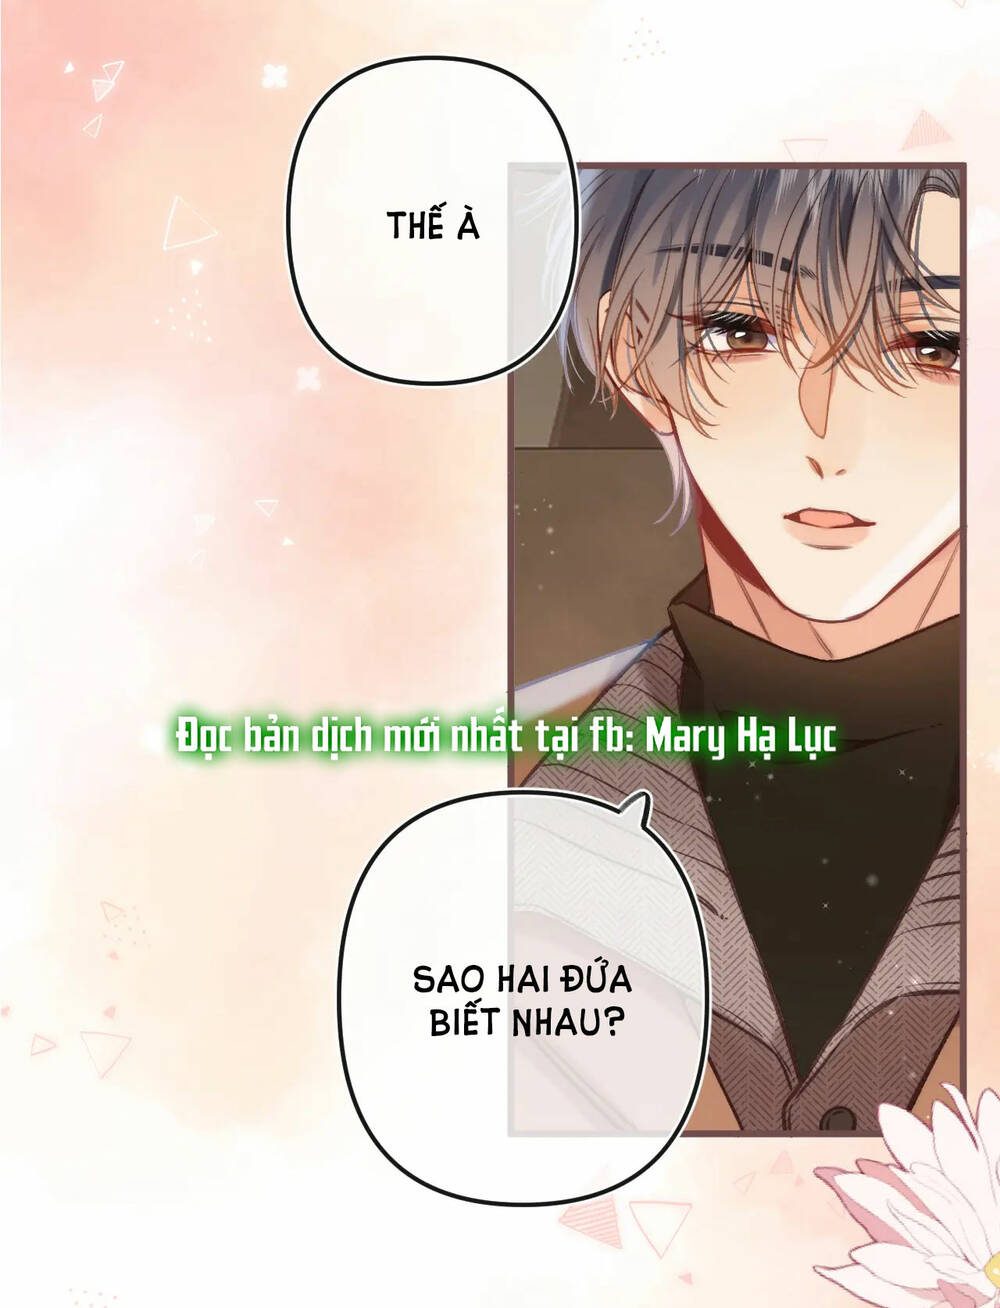 THẾ À
Đọc bản dịch mới nhất tại fb: Mary Hạ Lục
SAO HAI ĐỨA
BIẾT NHAU?